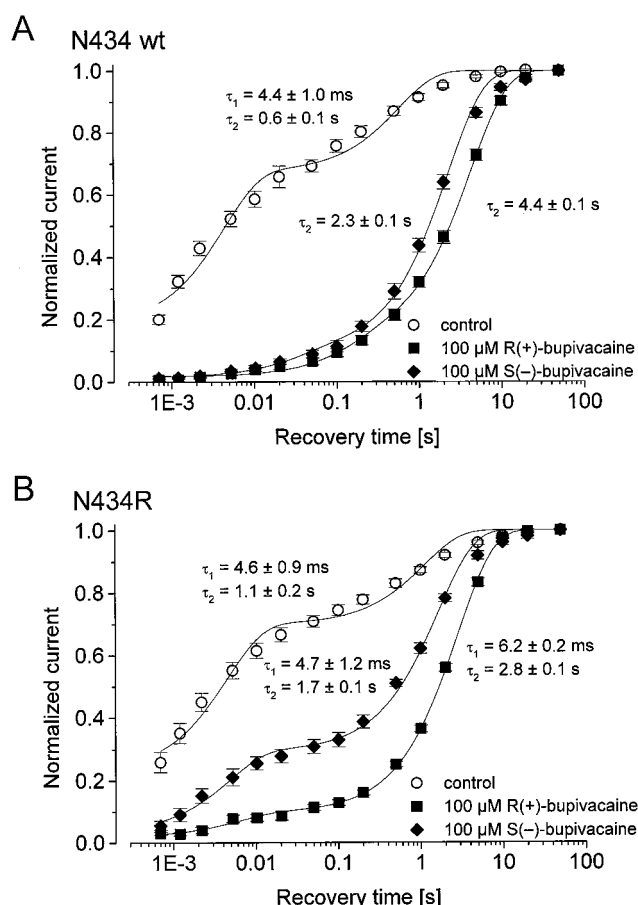 A
N434 wt
1.0
0.8
0.6
0.4
0.2
0.0
Normalized current
τ1 = 4.4 ± 1.0 ms
τ2 = 0.6 ± 0.1 s
τ2 = 2.3 ± 0.1 s
τ2 = 4.4 ± 0.1 s
control
100 µM R(+)-bupivacaine
100 µM S(−)-bupivacaine
1E-3 0.01 0.1 1 10 100
Recovery time [s]
B
N434R
1.0
0.8
0.6
0.4
0.2
0.0
Normalized current
τ1 = 4.6 ± 0.9 ms
τ2 = 1.1 ± 0.2 s
τ1 = 4.7 ± 1.2 ms
τ2 = 1.7 ± 0.1 s
τ1 = 6.2 ± 0.2 ms
τ2 = 2.8 ± 0.1 s
control
100 µM R(+)-bupivacaine
100 µM S(−)-bupivacaine
1E-3 0.01 0.1 1 10 100
Recovery time [s]